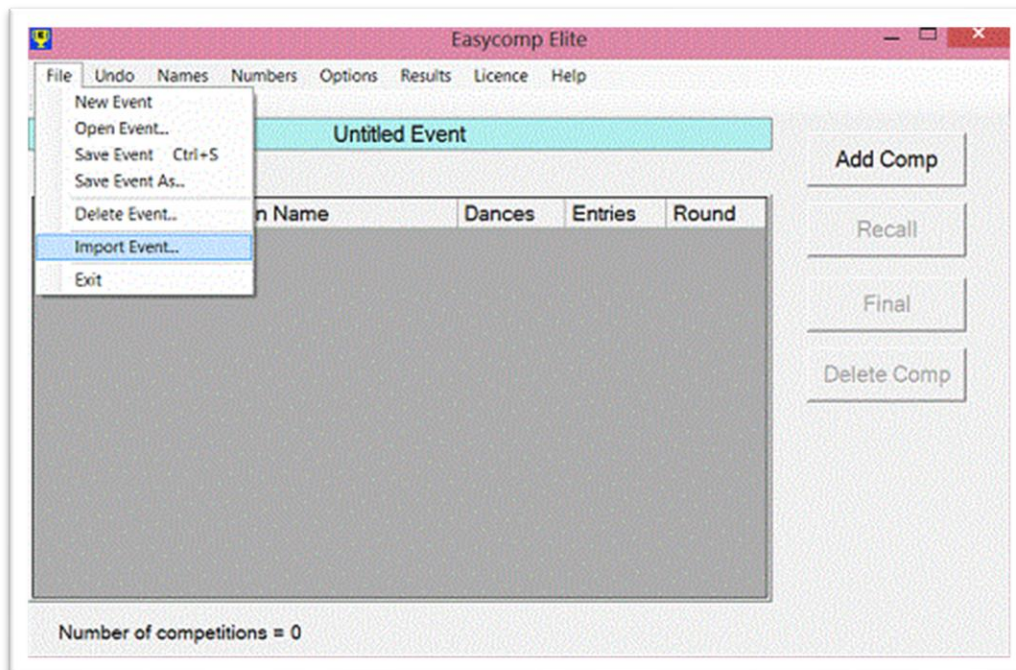 Easycomp Elite
File Undo Names Numbers Options Results Licence Help
New Event
Open Event...
Save Event Ctrl+S
Save Event As...
Delete Event...
Import Event...
Exit
Untitled Event
n Name Dances Entries Round
Add Comp
Recall
Final
Delete Comp
Number of competitions = 0